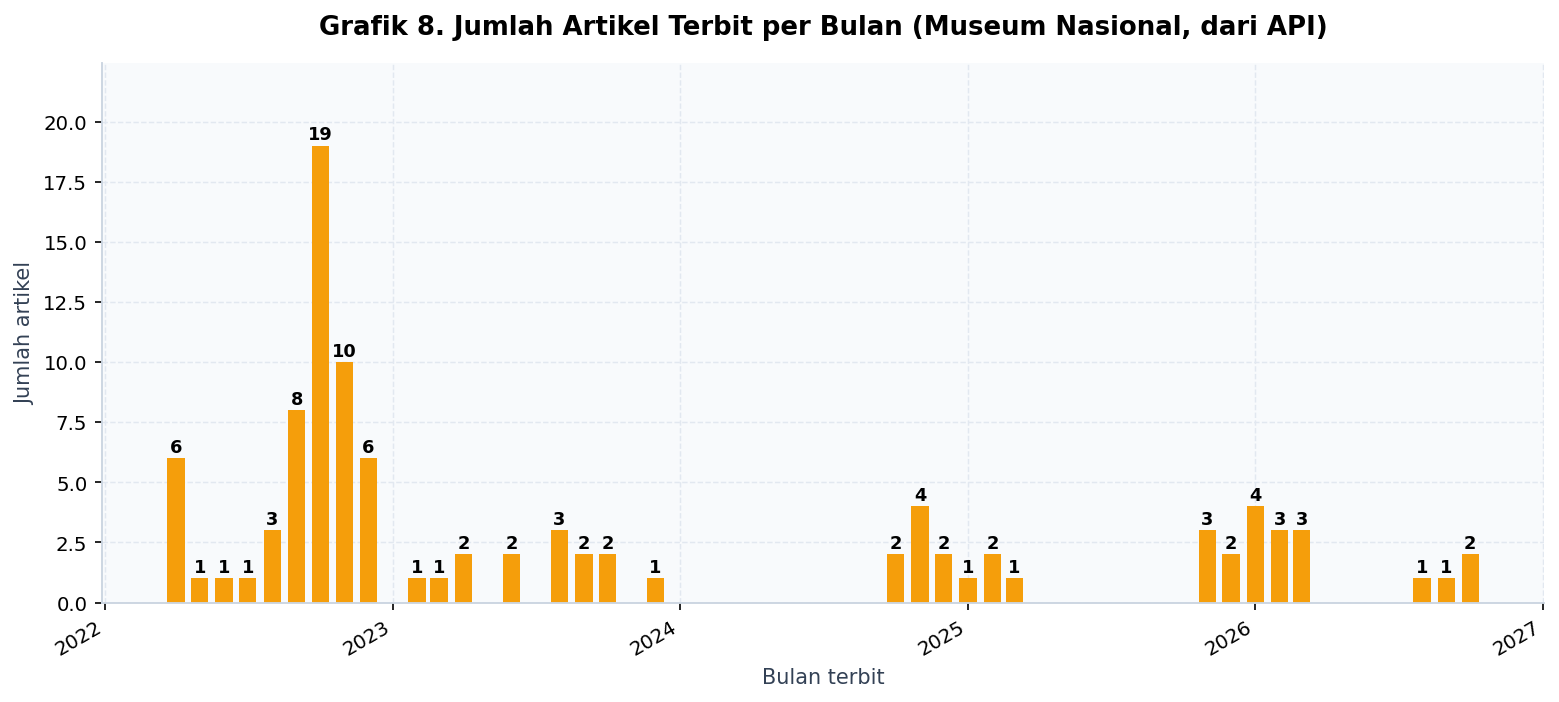 Grafik 8. Jumlah Artikel Terbit per Bulan (Museum Nasional, dari API)
Jumlah artikel
20.0
17.5
15.0
12.5
10.0
7.5
5.0
2.5
0.0
6 1 1 1 3 8 19 10 6 1 1 2 2 3 2 2 1 2 4 2 1 2 1 3 2 4 3 3 1 1 2
2022 2023 2024 2025 2026 2027
Bulan terbit